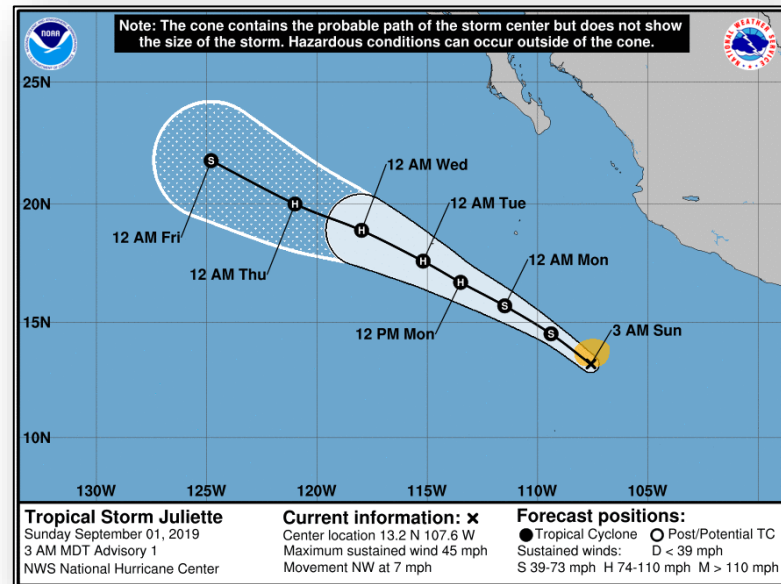 Note: The cone contains the probable path of the storm center but does not show
the size of the storm. Hazardous conditions can occur outside of the cone.
NOAA
NATIONAL WEATHER SERVICE
25N
12 AM Wed
20N
S
H
H
12 AM Tue
12 AM Fri
12 AM Thu
H
H
12 AM Mon
S
15N
12 PM Mon
S
3 AM Sun
10N
130W 125W 120W 115W 110W 105W
Tropical Storm Juliette
Sunday September 01, 2019
3 AM MDT Advisory 1
NWS National Hurricane Center
Current information: ×
Center location 13.2 N 107.6 W
Maximum sustained wind 45 mph
Movement NW at 7 mph
Forecast positions:
● Tropical Cyclone ○ Post/Potential TC
Sustained winds: D < 39 mph
S 39-73 mph H 74-110 mph M > 110 mph